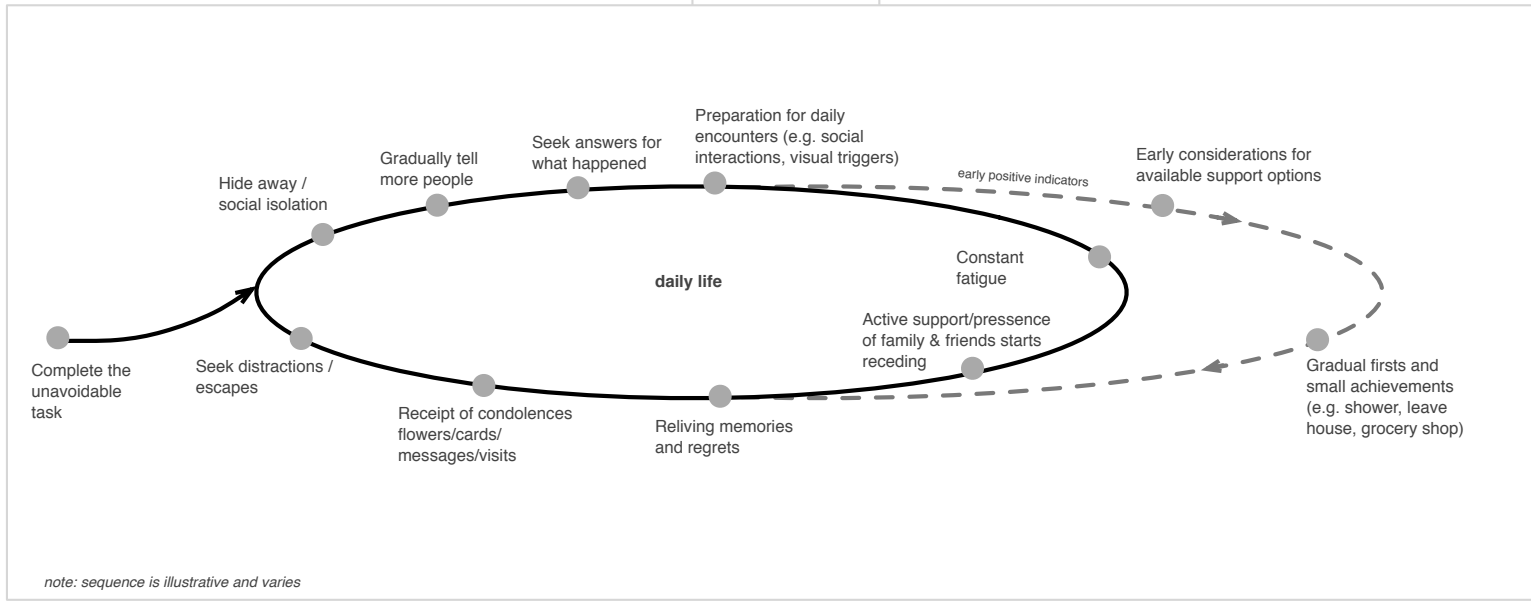 Preparation for daily
encounters (e.g. social
interactions, visual triggers)
Seek answers for
what happened
Gradually tell
more people
Hide away /
social isolation
early positive indicators
Early considerations for
available support options
Constant
fatigue
daily life
Active support/pressence
of family & friends starts
receding
Complete the
unavoidable
task
Seek distractions /
escapes
Receipt of condolences
flowers/cards/
messages/visits
Reliving memories
and regrets
Gradual firsts and
small achievements
(e.g. shower, leave
house, grocery shop)
note: sequence is illustrative and varies